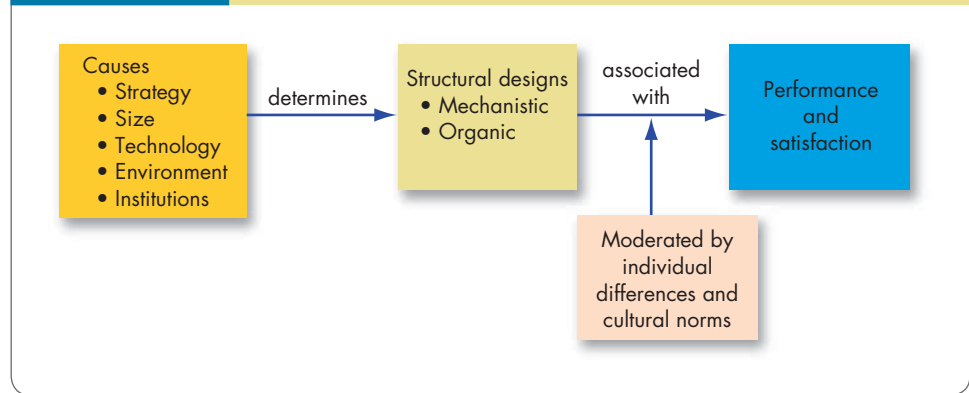 Causes
• Strategy
• Size
• Technology
• Environment
• Institutions
determines
Structural designs
• Mechanistic
• Organic
associated
with
Performance
and
satisfaction
Moderated by
individual
differences and
cultural norms